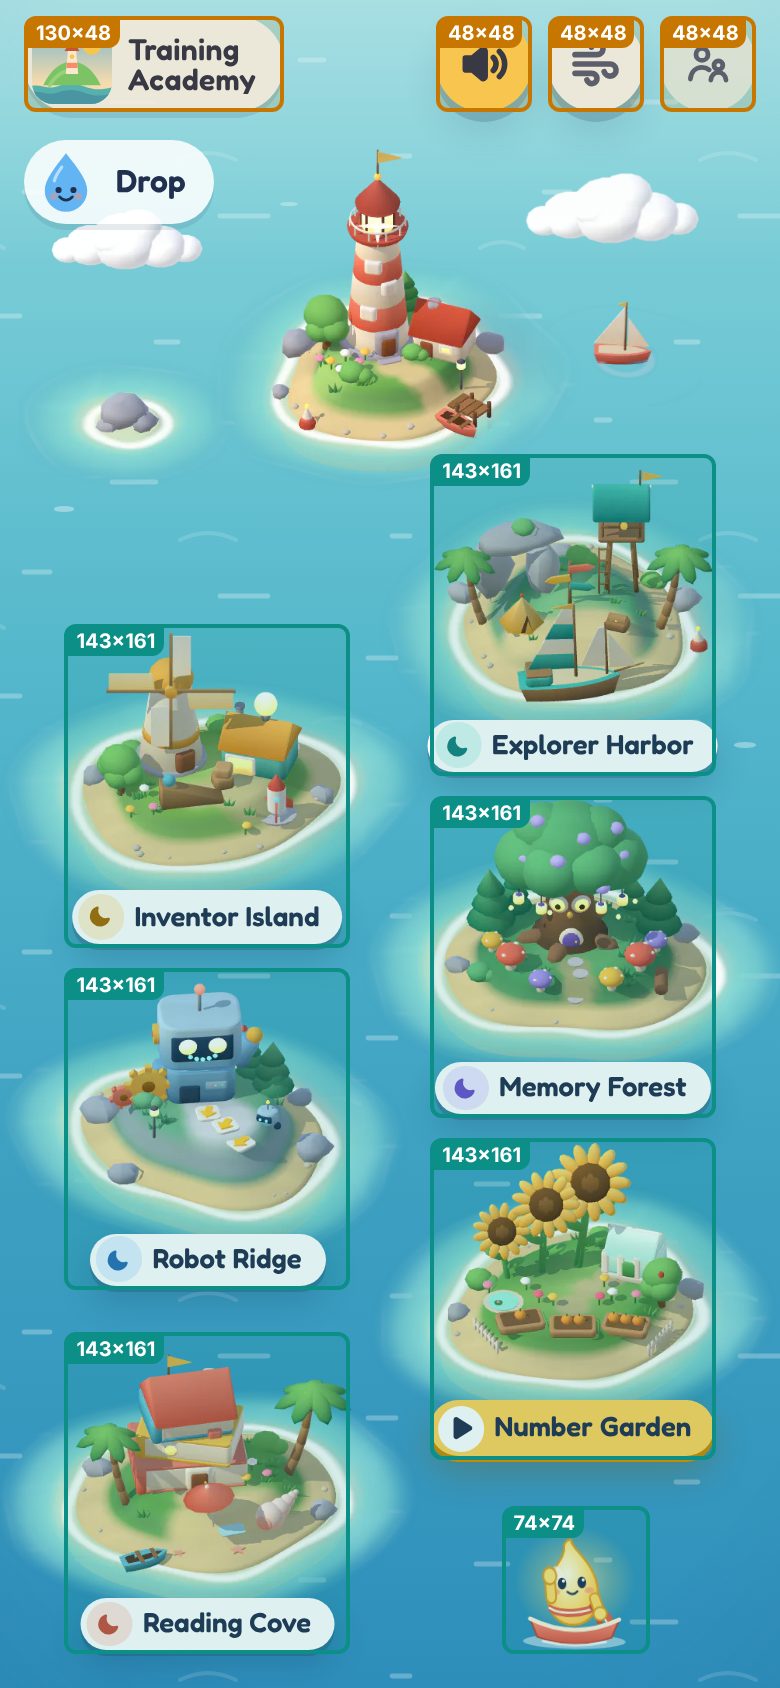 130×48
Training
Academy
48×48
48×48
48×48
Drop
143×161
Explorer Harbor
143×161
Inventor Island
143×161
Memory Forest
143×161
Robot Ridge
143×161
Number Garden
143×161
Reading Cove
74×74